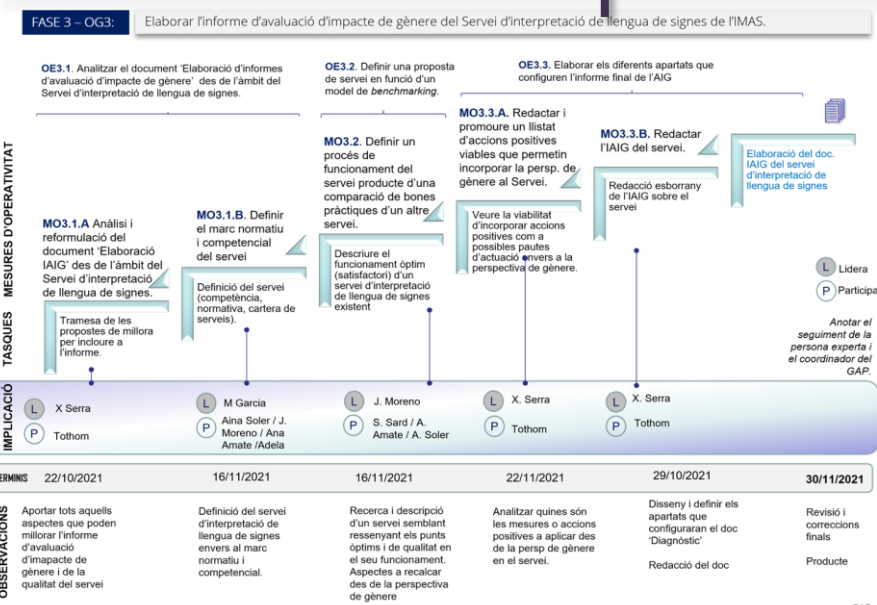 FASE 3 – OG3:
Elaborar l'informe d'avaluació d'impacte de gènere del Servei d'interpretació de llengua de signes de l'IMAS.
OE3.1. Analitzar el document 'Elaboració d'informes
d'avaluació d'impacte de gènere' des de l'àmbit del
Servei d'interpretació de llengua de signes.
OE3.2. Definir una proposta
de servei en funció d'un
model de benchmarking.
OE3.3. Elaborar els diferents apartats que
configuren l'informe final de l'AIG
MESURES D'OPERATIVITAT
MO3.1.A Anàlisi i
reformulació del
document 'Elaboració
IAIG' des de l'àmbit del
Servei d'interpretació
de llengua de signes.
MO3.1.B. Definir
el marc normatiu
i competencial
del servei
MO3.2. Definir un
procés de
funcionament del
servei producte d'una
comparació de bones
pràctiques d'un altre
servei.
MO3.3.A. Redactar i
promoure un llistat
d'accions positives
viables que permetin
incorporar la persp. de
gènere al Servei.
MO3.3.B. Redactar
l'IAIG del servei.
Elaboració del doc.
IAIG del servei
d'interpretació de
llengua de signes
TASQUES
Tramesa de les
propostes de millora
per incloure a
l'informe.
Definició del servei
(competència,
normativa, cartera de
serveis).
Descriure el
funcionament òptim
(satisfactori) d'un
servei d'interpretació
de llengua de signes
existent
Veure la viabilitat
d'incorporar accions
positives com a
possibles pautes
d'actuació envers a la
perspectiva de gènere.
Redacció esborrany
de l'IAIG sobre el
servei
L Lidera
P Participa
Anotar el
seguiment de la
persona experta i
el coordinador del
GAP.
IMPLICACIÓ
L X Serra
P Tothom
L M Garcia
P Aina Soler / J.
Moreno / Ana
Amate /Adela
L J. Moreno
P S. Sard / A.
Amate / A. Soler
L X. Serra
P Tothom
L X. Serra
P Tothom
TERMINIS
22/10/2021
16/11/2021
16/11/2021
22/11/2021
29/10/2021
30/11/2021
OBSERVACIONS
Aportar tots aquells
aspectes que poden
millorar l'informe
d'avaluació
d'imapacte de
gènere i de la
qualitat del servei
Definició del servei
d'interpretació de
llengua de signes
envers al marc
normatiu i
competencial.
Recerca i descripció
d'un servei semblant
ressenyant els punts
òptims i de qualitat en
el seu funcionament.
Aspectes a recalcar
des de la perspectiva
de gènere
Analitzar quines són
les mesures o accions
positives a aplicar des
de la persp de gènere
en el servei.
Disseny i definir els
apartats que
configuraran el doc
'Diagnòstic'
Redacció del doc
Revisió i
correccions
finals
Producte